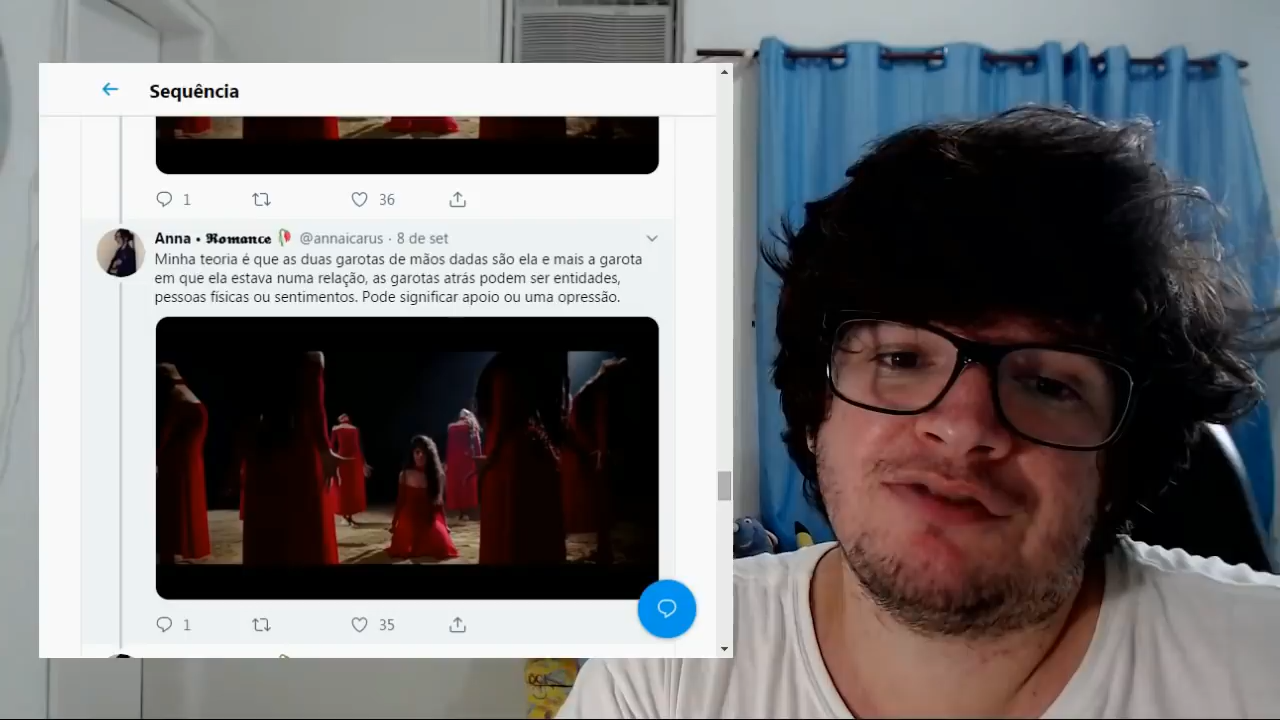 Sequência
1
36
Anna • Romance @annaicarus · 8 de set
Minha teoria é que as duas garotas de mãos dadas são ela e mais a garota
em que ela estava numa relação, as garotas atrás podem ser entidades,
pessoas físicas ou sentimentos. Pode significar apoio ou uma opressão.
1
35